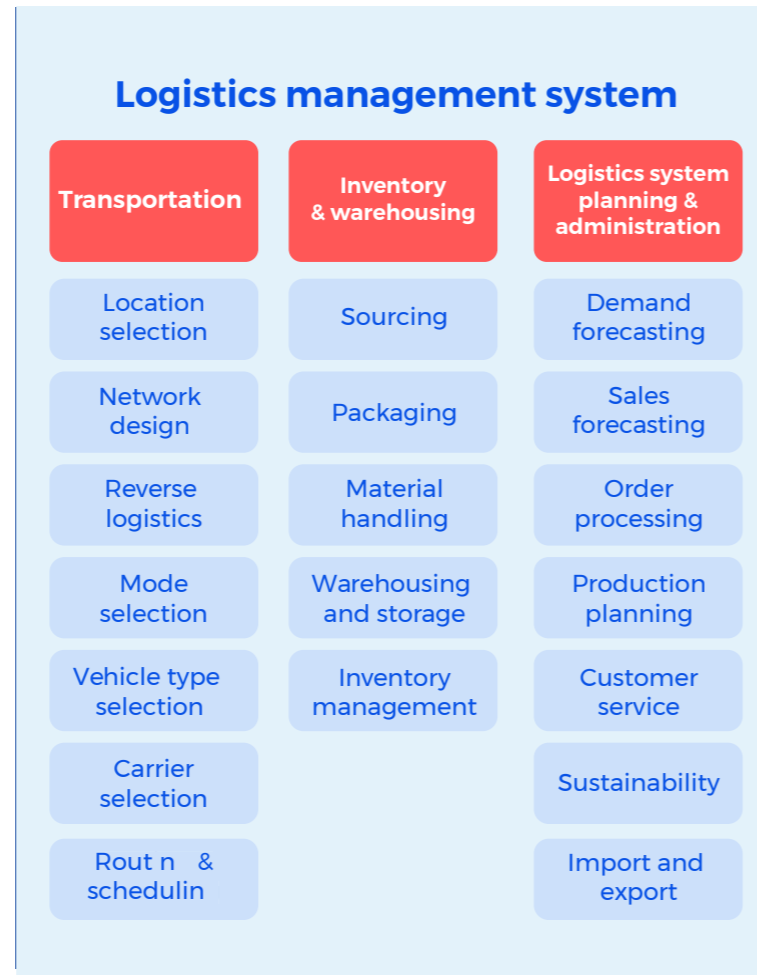 Logistics management system
Transportation
Location
selection
Network
design
Reverse
logistics
Mode
selection
Vehicle type
selection
Carrier
selection
Rout n &
schedulin
Inventory
& warehousing
Sourcing
Packaging
Material
handling
Warehousing
and storage
Inventory
management
Logistics system
planning &
administration
Demand
forecasting
Sales
forecasting
Order
processing
Production
planning
Customer
service
Sustainability
Import and
export